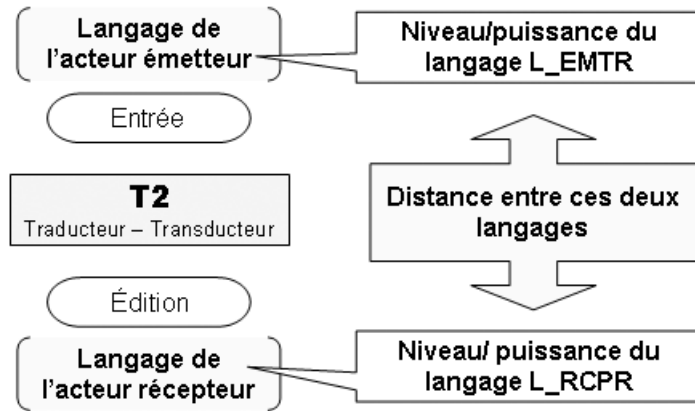 Langage de
l'acteur émetteur
Niveau/puissance du
langage L_EMTR
Entrée
T2
Traducteur – Transducteur
Distance entre ces deux
langages
Édition
Langage de
l'acteur récepteur
Niveau/ puissance du
langage L_RCPR